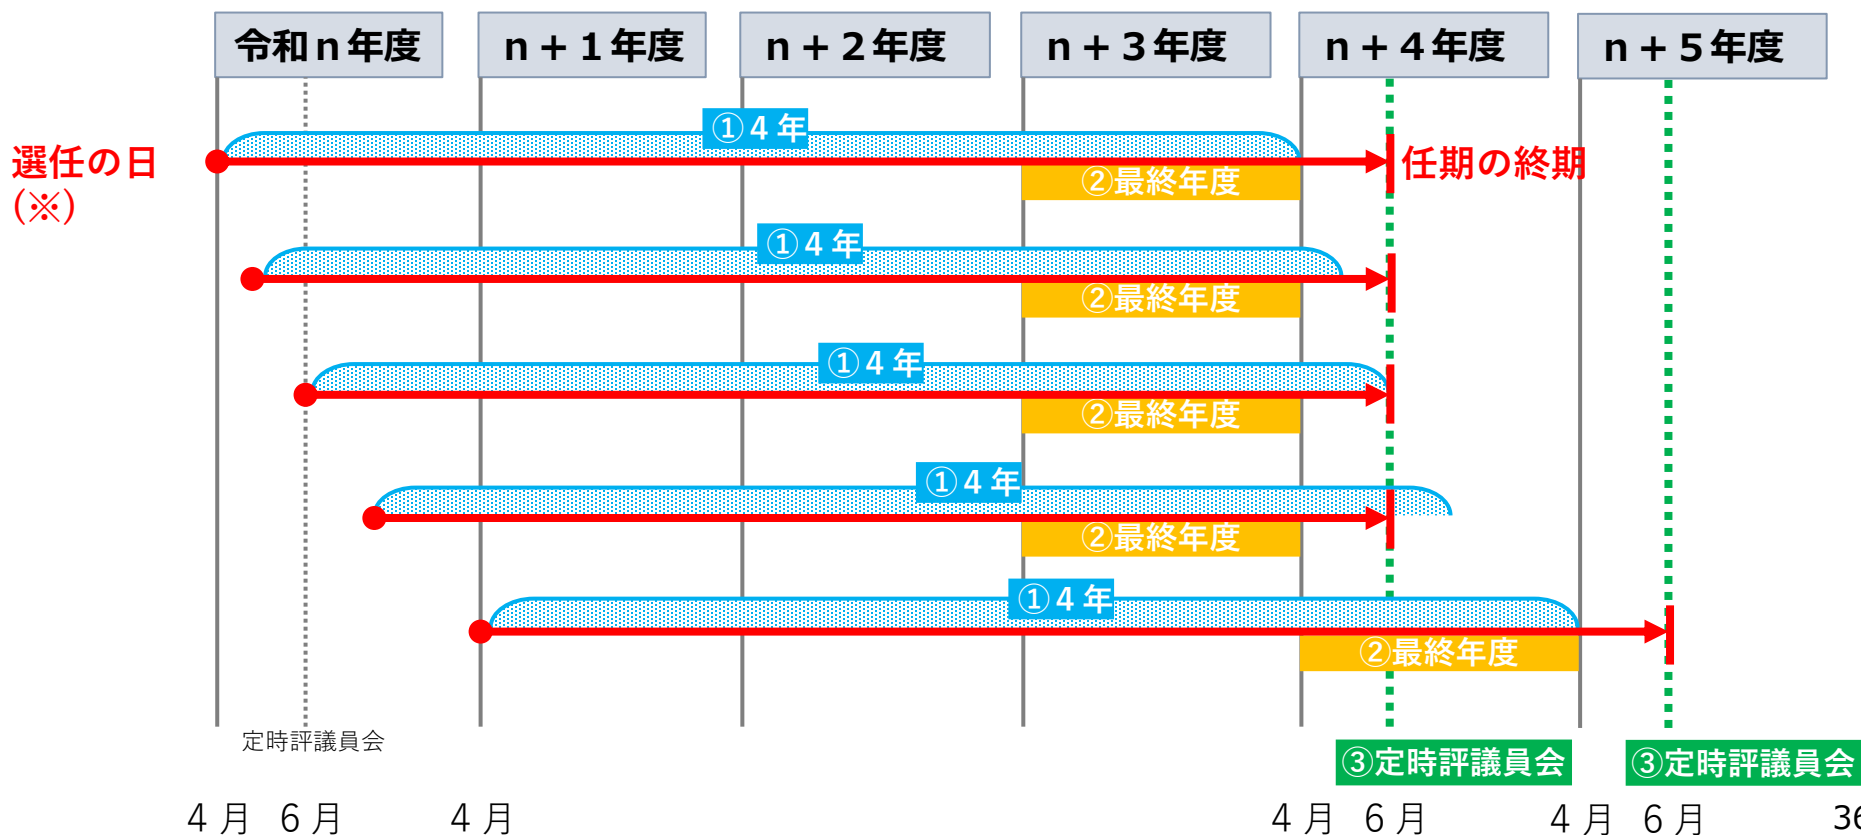 令和ｎ年度
ｎ＋１年度
ｎ＋２年度
ｎ＋３年度
ｎ＋４年度
ｎ＋５年度
選任の日
(※)
①４年
②最終年度
任期の終期
①４年
②最終年度
①４年
②最終年度
①４年
②最終年度
①４年
②最終年度
定時評議員会
③定時評議員会
③定時評議員会
４月
６月
４月
４月
６月
４月
６月
36